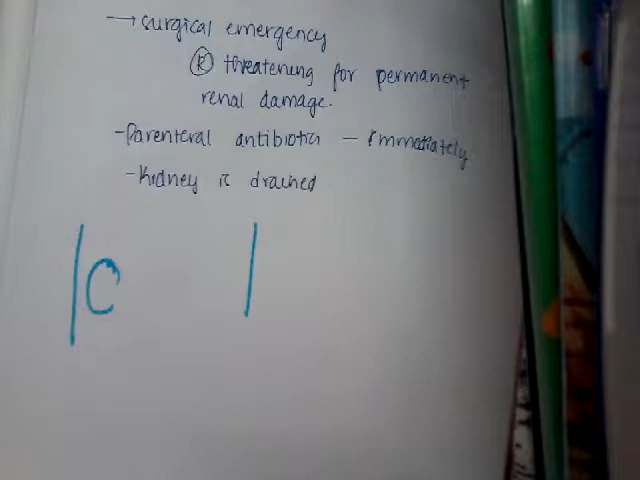 → surgical emergency
Ⓡ threatening for permanent
renal damage.
- Parenteral antibiotics - Immediately
- Kidney is drained
|C |